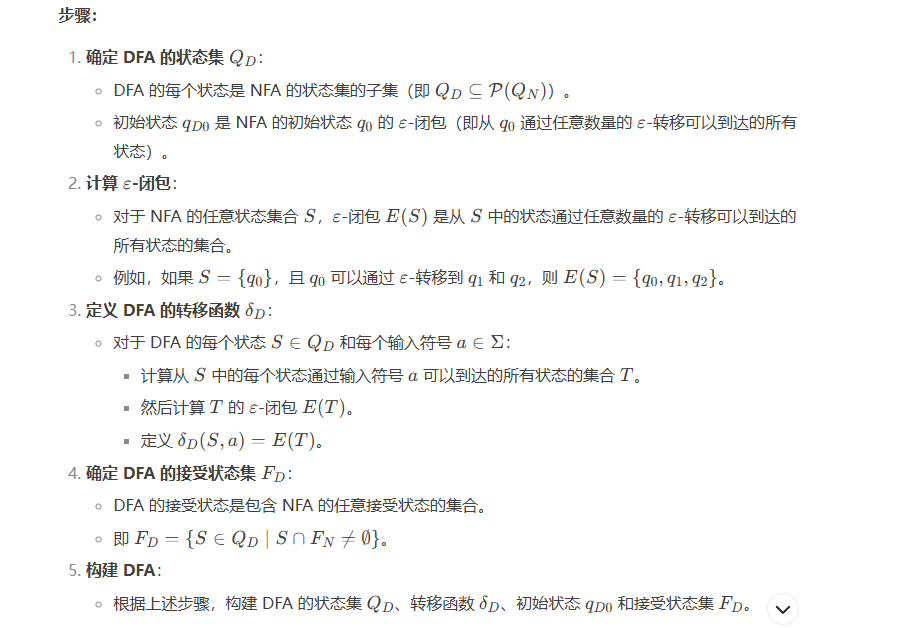 步骤：
1. 确定 DFA 的状态集 Q_D：
◦ DFA 的每个状态是 NFA 的状态集的子集（即 Q_D ⊆ 𝒫(Q_N)）。
◦ 初始状态 q_{D0} 是 NFA 的初始状态 q_0 的 ε-闭包（即从 q_0 通过任意数量的 ε-转移可以到达的所有
状态）。
2. 计算 ε-闭包：
◦ 对于 NFA 的任意状态集合 S，ε-闭包 E(S) 是从 S 中的状态通过任意数量的 ε-转移可以到达的
所有状态的集合。
◦ 例如，如果 S = {q_0}，且 q_0 可以通过 ε-转移到 q_1 和 q_2，则 E(S) = {q_0, q_1, q_2}。
3. 定义 DFA 的转移函数 δ_D：
◦ 对于 DFA 的每个状态 S ∈ Q_D 和每个输入符号 a ∈ Σ：
▪ 计算从 S 中的每个状态通过输入符号 a 可以到达的所有状态的集合 T。
▪ 然后计算 T 的 ε-闭包 E(T)。
▪ 定义 δ_D(S, a) = E(T)。
4. 确定 DFA 的接受状态集 F_D：
◦ DFA 的接受状态是包含 NFA 的任意接受状态的集合。
◦ 即 F_D = {S ∈ Q_D | S ∩ F_N ≠ ∅}。
5. 构建 DFA：
◦ 根据上述步骤，构建 DFA 的状态集 Q_D、转移函数 δ_D、初始状态 q_{D0} 和接受状态集 F_D。